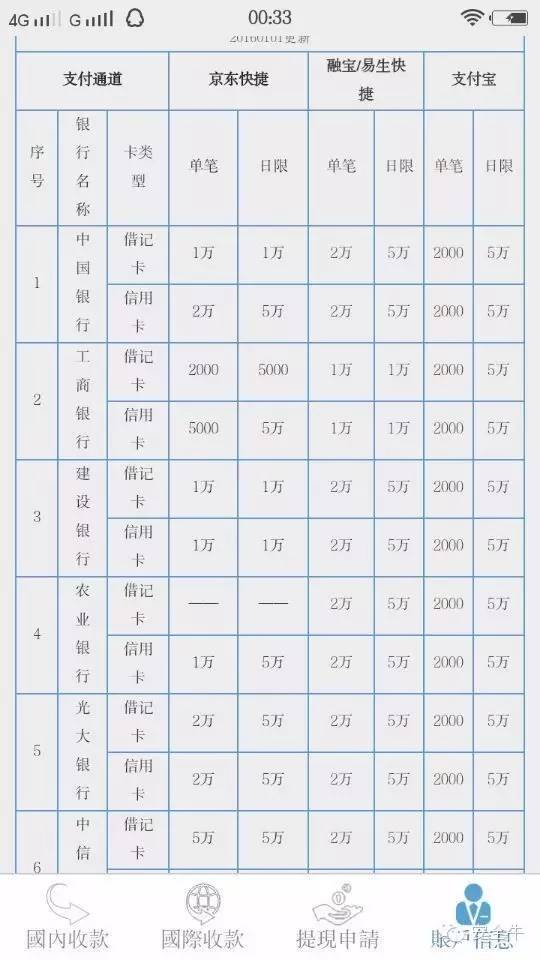 4G G 00:33
20160101更新
支付通道 京东快捷 融宝/易生快捷 支付宝
序号 银行名称 卡类型 单笔 日限 单笔 日限 单笔 日限
1 中国银行 借记卡 1万 1万 2万 5万 2000 5万
信用卡 2万 5万 2万 5万 2000 5万
2 工商银行 借记卡 2000 5000 1万 1万 2000 5万
信用卡 5000 5万 1万 1万 2000 5万
3 建设银行 借记卡 1万 1万 2万 5万 2000 5万
信用卡 1万 1万 2万 5万 2000 5万
4 农业银行 借记卡 —— —— 2万 5万 2000 5万
信用卡 1万 5万 2万 5万 2000 5万
5 光大银行 借记卡 2万 5万 2万 5万 2000 5万
信用卡 2万 5万 2万 5万 2000 5万
6 中信 借记卡 5万 5万 2万 5万 2000 5万
國內收款 國際收款 提現申請 賬戶信息